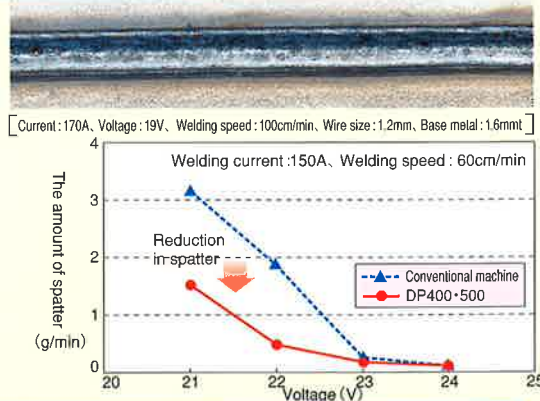 [Current : 170A、Voltage : 19V、Welding speed : 100cm/min、Wire size : 1,2mm、Base metal : 1,6mmt]
Welding current :150A、Welding speed : 60cm/min
The amount of spatter
(g/min)
4
3
2
1
0
Reduction
in spatter
Conventional machine
DP400・500
20
21
22
23
24
25
Voltage (V)